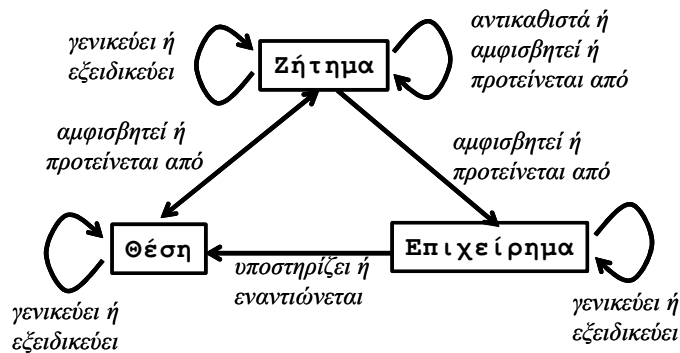 γενικεύει ή
εξειδικεύει
Ζήτημα
αντικαθιστά ή
αμφισβητεί ή
προτείνεται από
αμφισβητεί ή
προτείνεται από
αμφισβητεί ή
προτείνεται από
Θέση
υποστηρίζει ή
εναντιώνεται
Επιχείρημα
γενικεύει ή
εξειδικεύει
γενικεύει ή
εξειδικεύει